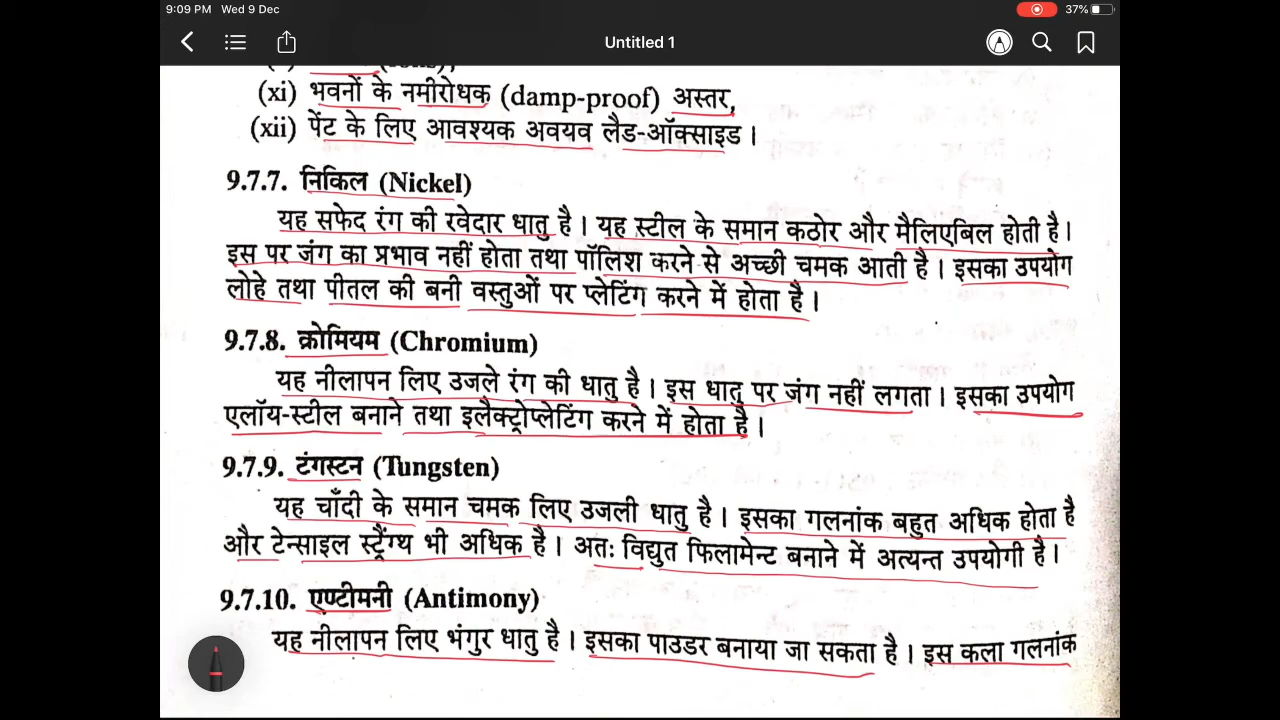 9:09 PM Wed 9 Dec
37%
Untitled 1
(xi) भवनों के नमीरोधक (damp-proof) अस्तर,
(xii) पेंट के लिए आवश्यक अवयव लैड-ऑक्साइड ।
9.7.7. निकिल (Nickel)
यह सफेद रंग की रवेदार धातु है । यह स्टील के समान कठोर और मैलिएबिल होती है ।
इस पर जंग का प्रभाव नहीं होता तथा पॉलिश करने से अच्छी चमक आती है । इसका उपयोग
लोहे तथा पीतल की बनी वस्तुओं पर प्लेटिंग करने में होता है ।
9.7.8. क्रोमियम (Chromium)
यह नीलापन लिए उजले रंग की धातु है । इस धातु पर जंग नहीं लगता । इसका उपयोग
एलॉय-स्टील बनाने तथा इलैक्ट्रोप्लेटिंग करने में होता है ।
9.7.9. टंगस्टन (Tungsten)
यह चाँदी के समान चमक लिए उजली धातु है । इसका गलनांक बहुत अधिक होता है
और टेन्साइल स्ट्रैंग्थ भी अधिक है । अतः विद्युत फिलामेन्ट बनाने में अत्यन्त उपयोगी है ।
9.7.10. एण्टीमनी (Antimony)
यह नीलापन लिए भंगुर धातु है । इसका पाउडर बनाया जा सकता है । इस कला गलनांक